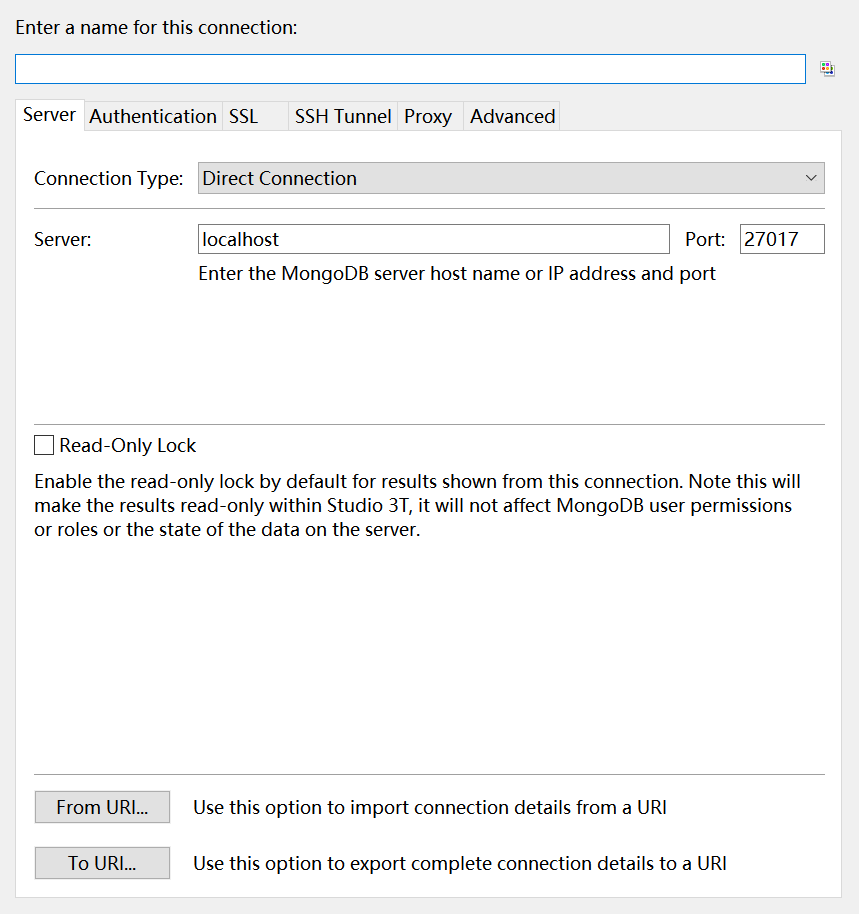 Enter a name for this connection:
Server Authentication SSL SSH Tunnel Proxy Advanced
Connection Type: Direct Connection
Server: localhost Port: 27017
Enter the MongoDB server host name or IP address and port
Read-Only Lock
Enable the read-only lock by default for results shown from this connection. Note this will
make the results read-only within Studio 3T, it will not affect MongoDB user permissions
or roles or the state of the data on the server.
From URI... Use this option to import connection details from a URI
To URI... Use this option to export complete connection details to a URI